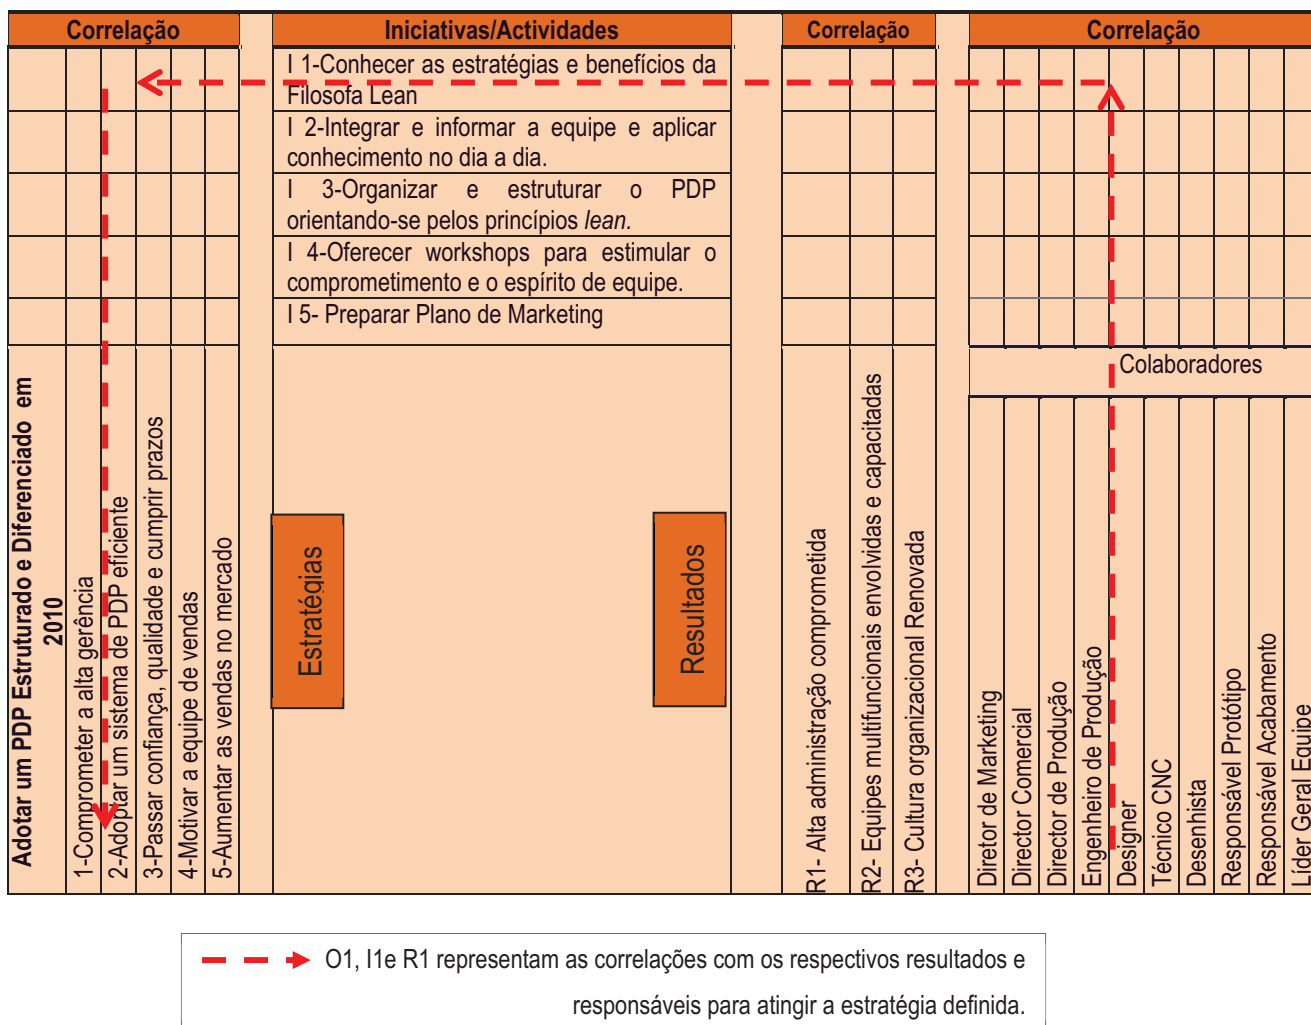 Correlação
Iniciativas/Actividades
Correlação
Correlação
I 1-Conhecer as estratégias e benefícios da
Filosofa Lean
I 2-Integrar e informar a equipe e aplicar
conhecimento no dia a dia.
I 3-Organizar e estruturar o PDP
orientando-se pelos princípios lean.
I 4-Oferecer workshops para estimular o
comprometimento e o espírito de equipe.
I 5- Preparar Plano de Marketing
Adotar um PDP Estruturado e Diferenciado em
2010
1-Comprometer a alta gerência
2-Adoptar um sistema de PDP eficiente
3-Passar confiança, qualidade e cumprir prazos
4-Motivar a equipe de vendas
5-Aumentar as vendas no mercado
Estratégias
Resultados
R1- Alta administração comprometida
R2- Equipes multifuncionais envolvidas e capacitadas
R3- Cultura organizacional Renovada
Colaboradores
Diretor de Marketing
Director Comercial
Director de Produção
Engenheiro de Produção
Designer
Técnico CNC
Desenhista
Responsável Protótipo
Responsável Acabamento
Líder Geral Equipe
O1, I1e R1 representam as correlações com os respectivos resultados e
responsáveis para atingir a estratégia definida.